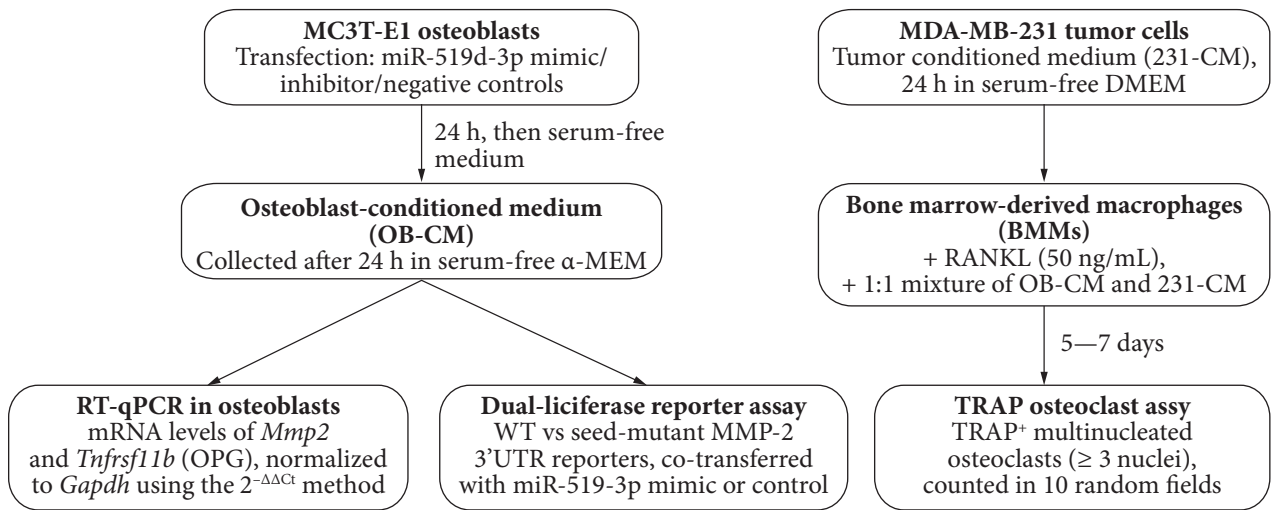 MC3T-E1 osteoblasts
Transfection: miR-519d-3p mimic/
inhibitor/negative controls
MDA-MB-231 tumor cells
Tumor conditioned medium (231-CM),
24 h in serum-free DMEM
24 h, then serum-free
medium
Osteoblast-conditioned medium
(OB-CM)
Collected after 24 h in serum-free α-MEM
Bone marrow-derived macrophages
(BMMs)
+ RANKL (50 ng/mL),
+ 1:1 mixture of OB-CM and 231-CM
5—7 days
RT-qPCR in osteoblasts
mRNA levels of Mmp2
and Tnfrsf11b (OPG), normalized
to Gapdh using the 2⁻ΔΔCt method
Dual-liciferase reporter assay
WT vs seed-mutant MMP-2
3'UTR reporters, co-transferred
with miR-519-3p mimic or control
TRAP osteoclast assy
TRAP⁺ multinucleated
osteoclasts (≥ 3 nuclei),
counted in 10 random fields